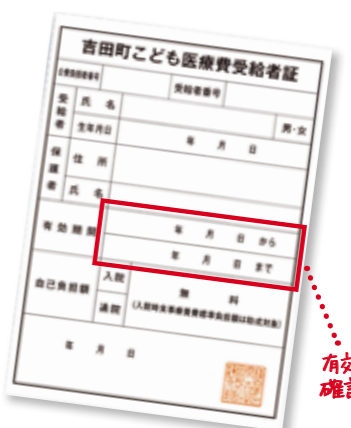 吉田町こども医療費受給者証
公費負担者番号 受給者番号
受給者 氏名 男・女
生年月日 年 月 日
保護者 住所
氏名
有効期間 年 月 日 から
年 月 日 まで
自己負担額 入院 無料
通院 (入院時食事療養費標準負担額は助成対象)
年 月 日
有効
確認